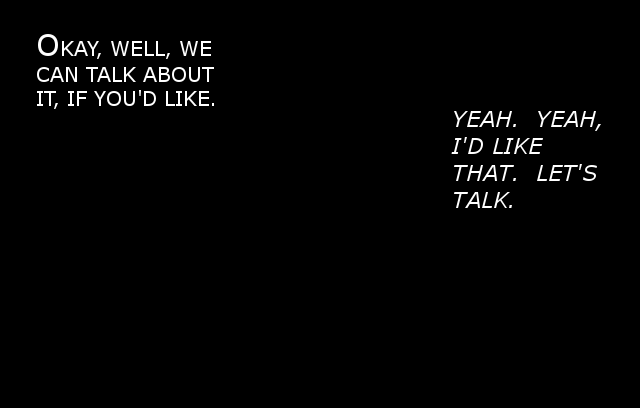 OKAY, WELL, WE
CAN TALK ABOUT
IT, IF YOU'D LIKE.
YEAH.  YEAH,
I'D LIKE
THAT.  LET'S
TALK.